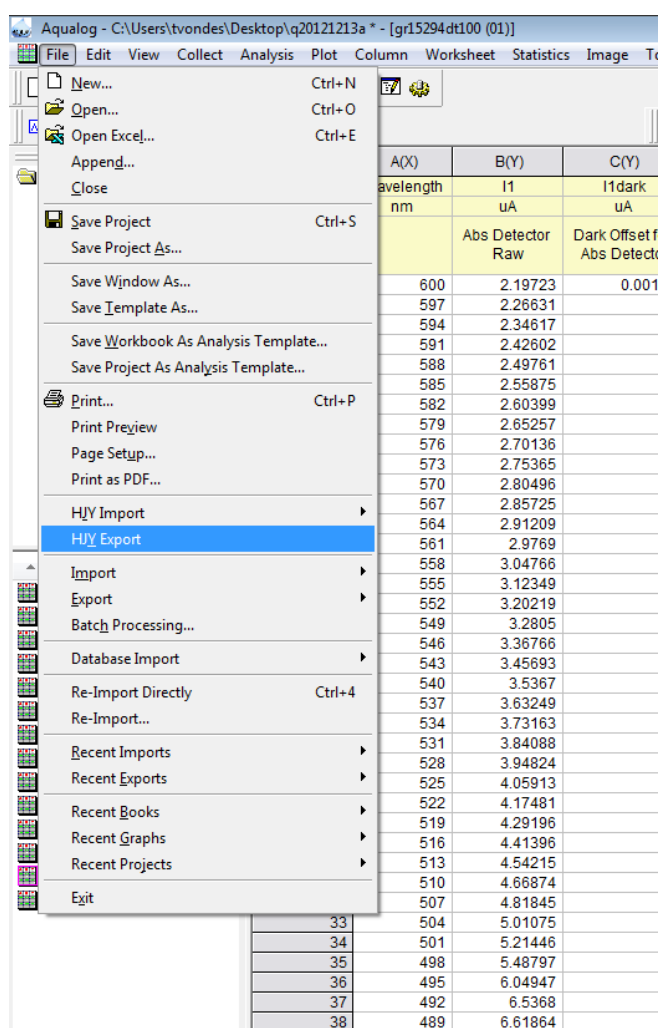 Aqualog - C:\Users\tvondes\Desktop\q20121213a * - [gr15294dt100 (01)]
File Edit View Collect Analysis Plot Column Worksheet Statistics Image
New... Ctrl+N
Open... Ctrl+O
Open Excel... Ctrl+E
Append...
Close
Save Project Ctrl+S
Save Project As...
Save Window As...
Save Template As...
Save Workbook As Analysis Template...
Save Project As Analysis Template...
Print... Ctrl+P
Print Preview
Page Setup...
Print as PDF...
HJY Import
HJY Export
Import
Export
Batch Processing...
Database Import
Re-Import Directly Ctrl+4
Re-Import...
Recent Imports
Recent Exports
Recent Books
Recent Graphs
Recent Projects
Exit
A(X) B(Y) C(Y)
avelength I1 I1dark
nm uA uA
Abs Detector Dark Offset f
Raw Abs Detecto
600 2.19723 0.001
597 2.26631
594 2.34617
591 2.42602
588 2.49761
585 2.55875
582 2.60399
579 2.65257
576 2.70136
573 2.75365
570 2.80496
567 2.85725
564 2.91209
561 2.9769
558 3.04766
555 3.12349
552 3.20219
549 3.2805
546 3.36766
543 3.45693
540 3.5367
537 3.63249
534 3.73163
531 3.84088
528 3.94824
525 4.05913
522 4.17481
519 4.29196
516 4.41396
513 4.54215
510 4.66874
507 4.81845
33 504 5.01075
34 501 5.21446
35 498 5.48797
36 495 6.04947
37 492 6.5368
38 489 6.61864